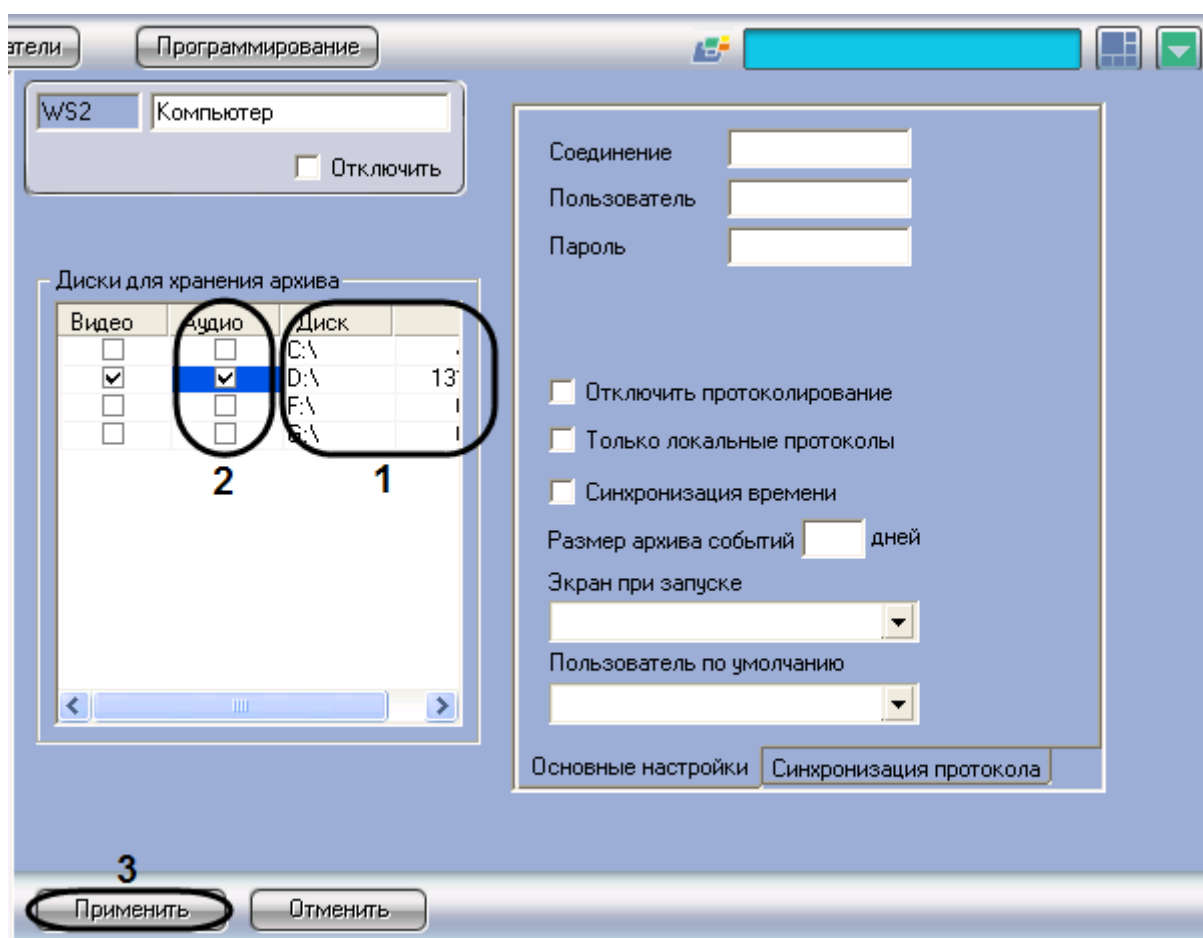 атели Программирование
WS2 Компьютер
Отключить
Соединение
Пользователь
Пароль
Диски для хранения архива
Видео Аудио Диск
C:\
D:\ 13
F:\
G:\
2 1
Отключить протоколирование
Только локальные протоколы
Синхронизация времени
Размер архива событий дней
Экран при запуске
Пользователь по умолчанию
Основные настройки Синхронизация протокола
3
Применить Отменить